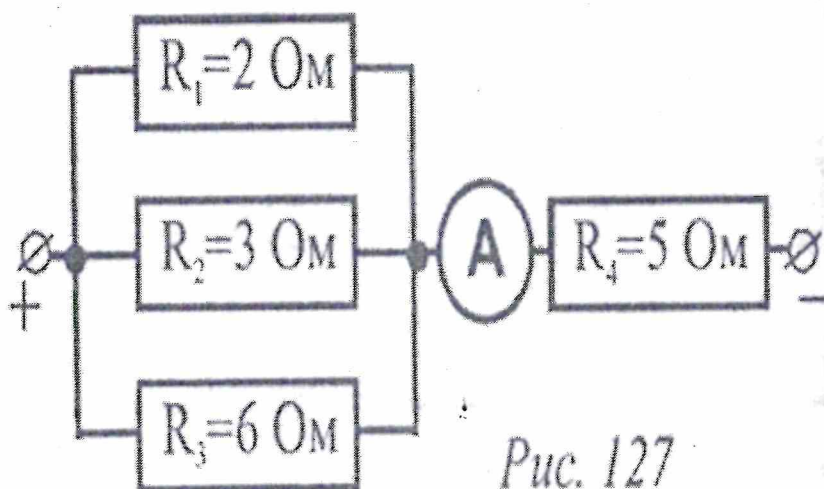 R₁=2 Ом
R₂=3 Ом
A
R₄=5 Ом
+
–
R₃=6 Ом
Рис. 127